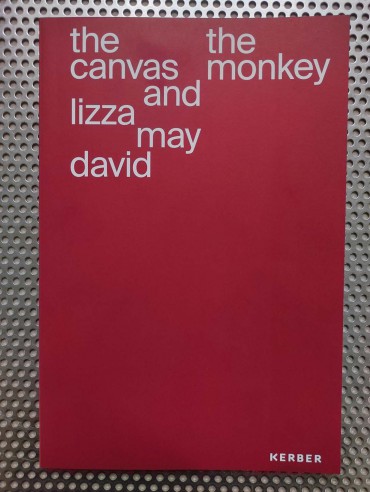 the the
canvas monkey
and
lizza
may
david
KERBER